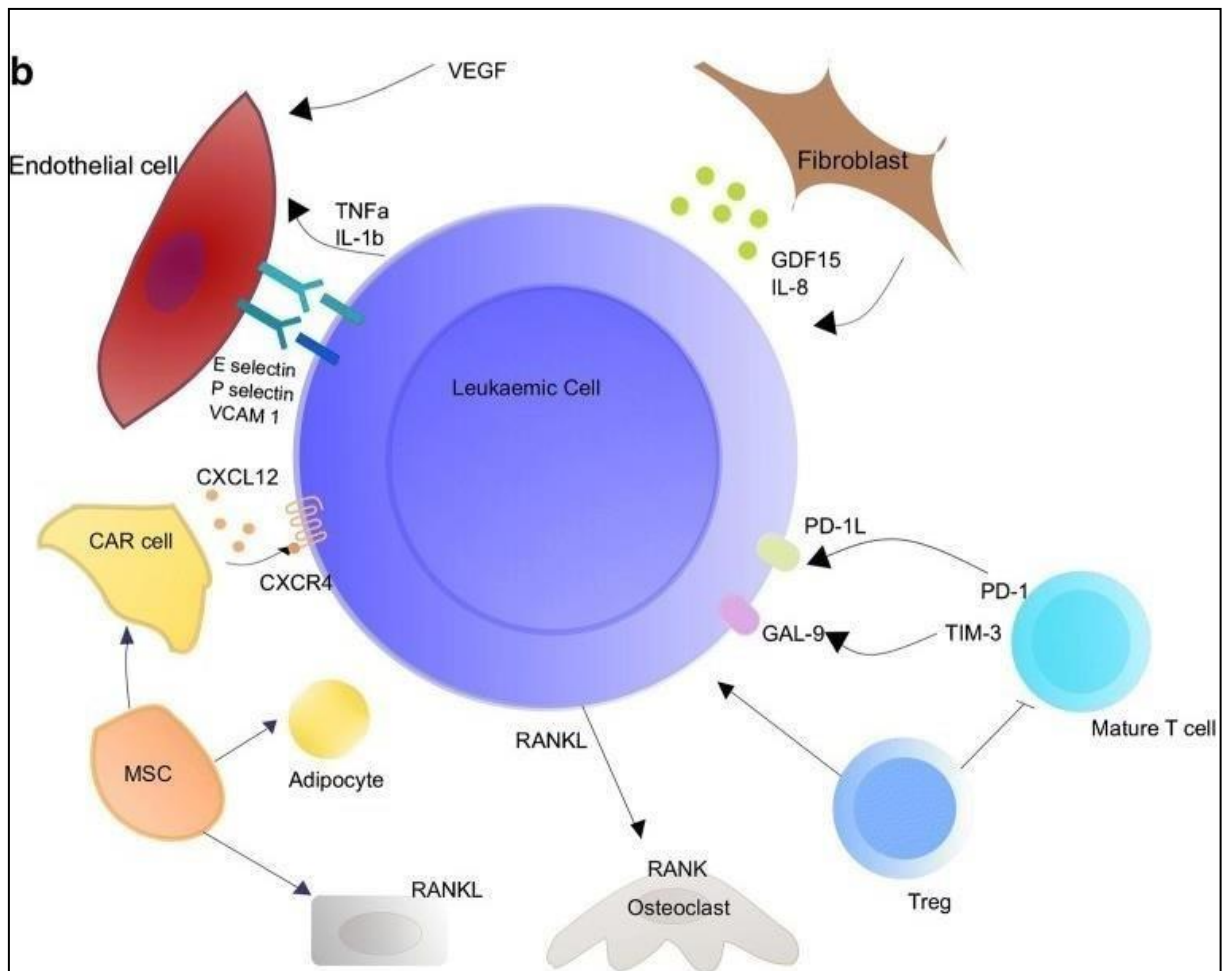 b
VEGF
Endothelial cell
Fibroblast
TNFa
IL-1b
GDF15
IL-8
E selectin
P selectin
VCAM 1
Leukaemic Cell
CXCL12
CAR cell
CXCR4
PD-1L
PD-1
GAL-9
TIM-3
Mature T cell
RANKL
MSC
Adipocyte
RANKL
RANK
Osteoclast
Treg